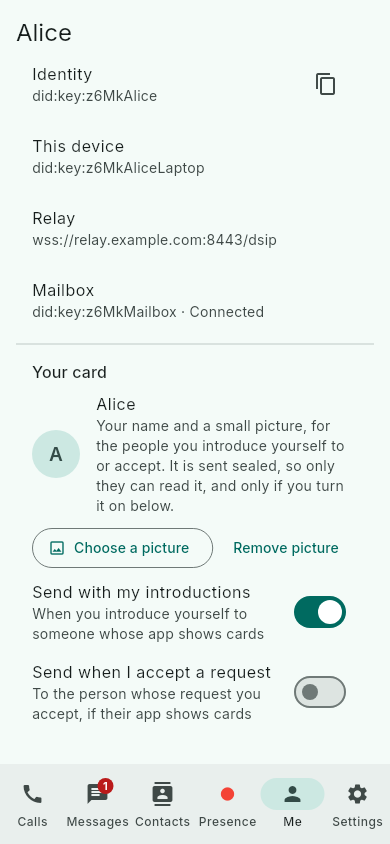 Alice
Identity
did:key:z6MkAlice
This device
did:key:z6MkAliceLaptop
Relay
wss://relay.example.com:8443/dsip
Mailbox
did:key:z6MkMailbox · Connected
Your card
A
Alice
Your name and a small picture, for
the people you introduce yourself to
or accept. It is sent sealed, so only
they can read it, and only if you turn
it on below.
Choose a picture
Remove picture
Send with my introductions
When you introduce yourself to
someone whose app shows cards
Send when I accept a request
To the person whose request you
accept, if their app shows cards
1
Calls
Messages
Contacts
Presence
Me
Settings